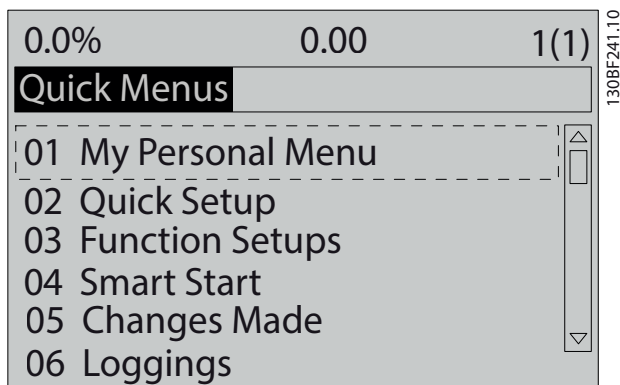 0.0% 0.00 1(1)
Quick Menus
01 My Personal Menu
02 Quick Setup
03 Function Setups
04 Smart Start
05 Changes Made
06 Loggings
130BF241.10